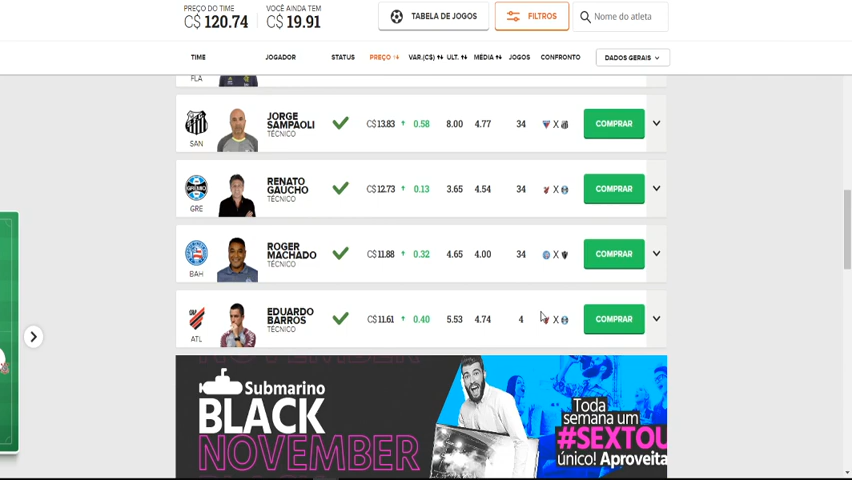 PREÇO DO TIME
C$ 120.74
VOCÊ AINDA TEM
C$ 19.91
TABELA DE JOGOS
FILTROS
Nome do atleta
TIME JOGADOR STATUS PREÇO VAR.(C$) ULT. MÉDIA JOGOS CONFRONTO DADOS GERAIS
FLA
JORGE SAMPAOLI
TÉCNICO
SAN
C$ 13.83 0.58 8.00 4.77 34 X COMPRAR
GRÊMIO
RENATO GAUCHO
TÉCNICO
GRE
C$ 12.73 0.13 3.65 4.54 34 X COMPRAR
ROGER MACHADO
TÉCNICO
BAH
C$ 11.88 0.32 4.65 4.00 34 X COMPRAR
EDUARDO BARROS
TÉCNICO
ATL
C$ 11.61 0.40 5.53 4.74 4 X COMPRAR
Submarino
BLACK
NOVEMBER
Toda
semana um
#SEXTOU
único! Aproveita